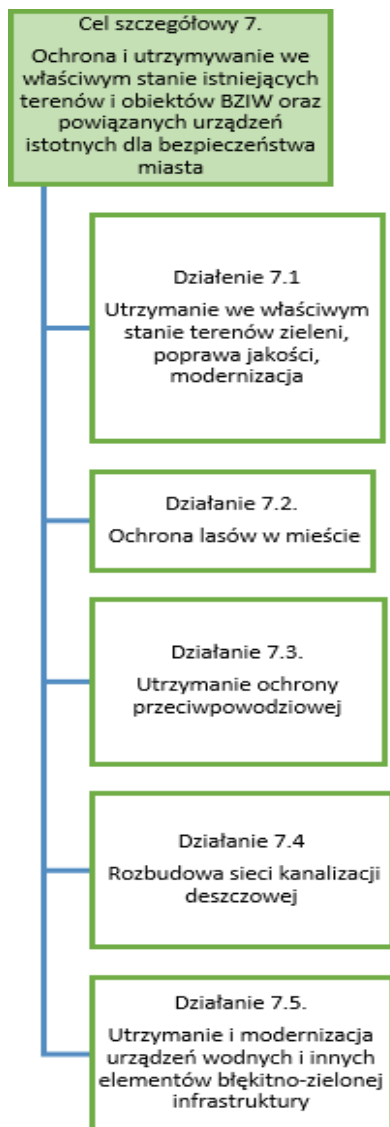 Cel szczegółowy 7.
Ochrona i utrzymywanie we
właściwym stanie istniejących
terenów i obiektów BZIW oraz
powiązanych urządzeń
istotnych dla bezpieczeństwa
miasta
Działenie 7.1
Utrzymanie we właściwym
stanie terenów zieleni,
poprawa jakości,
modernizacja
Działanie 7.2.
Ochrona lasów w mieście
Działanie 7.3.
Utrzymanie ochrony
przeciwpowodziowej
Działanie 7.4
Rozbudowa sieci kanalizacji
deszczowej
Działanie 7.5.
Utrzymanie i modernizacja
urządzeń wodnych i innych
elementów błękitno-zielonej
infrastruktury